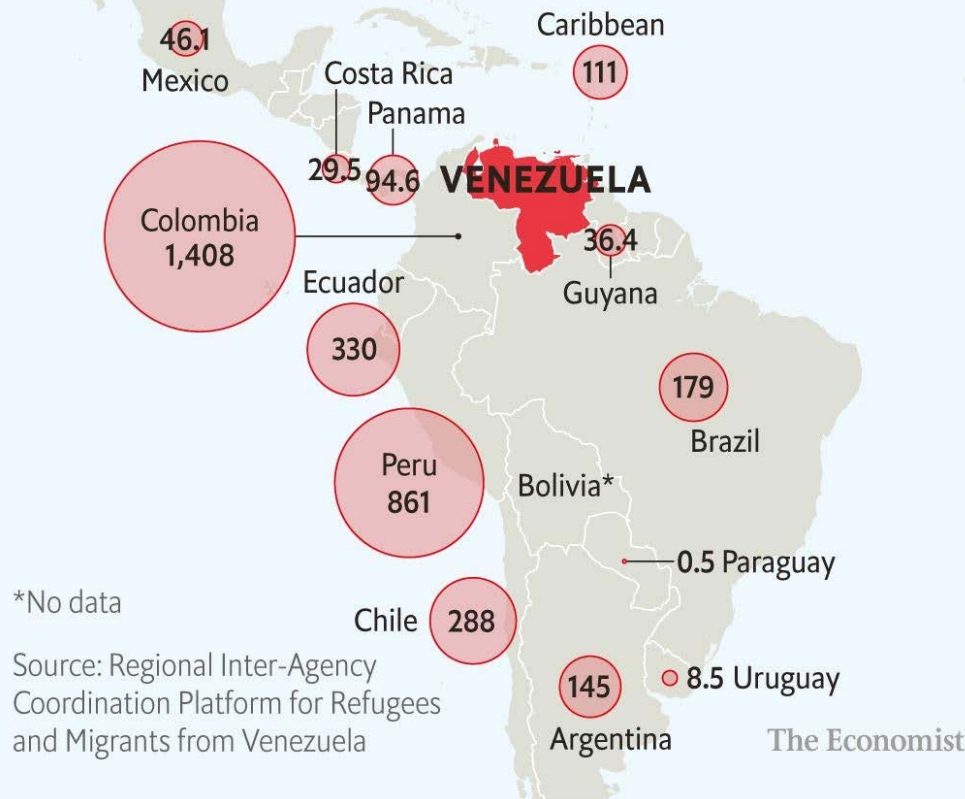 Caribbean
111
46.1
Mexico
Costa Rica
29.5
Panama
94.6
VENEZUELA
Colombia
1,408
36.4
Guyana
Ecuador
330
179
Brazil
Peru
861
Bolivia*
0.5 Paraguay
Chile
288
8.5 Uruguay
145
Argentina
*No data
Source: Regional Inter-Agency
Coordination Platform for Refugees
and Migrants from Venezuela
The Economist